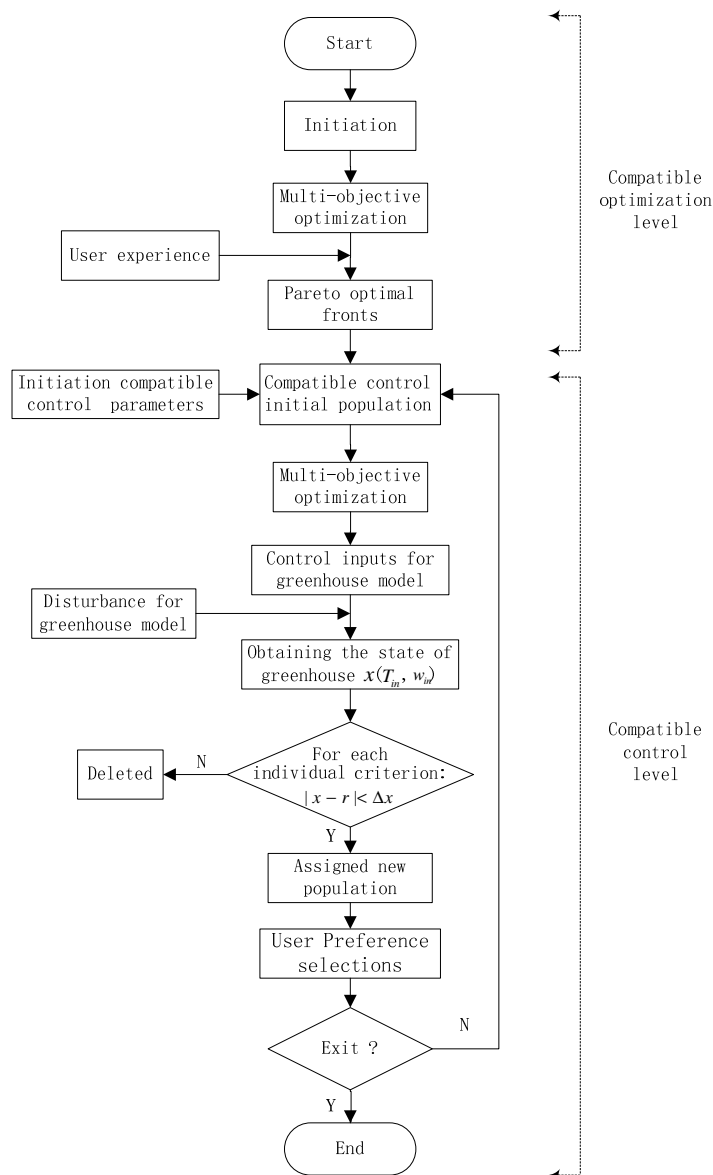 Start
Initiation
Multi-objective
optimization
Compatible
optimization
level
User experience
Pareto optimal
fronts
Initiation compatible
control parameters
Compatible control
initial population
Multi-objective
optimization
Control inputs for
greenhouse model
Disturbance for
greenhouse model
Obtaining the state of
greenhouse x(T_in, w_in)
Compatible
control
level
For each
individual criterion:
| x − r |< Δx
N
Deleted
Y
Assigned new
population
User Preference
selections
N
Exit ?
Y
End